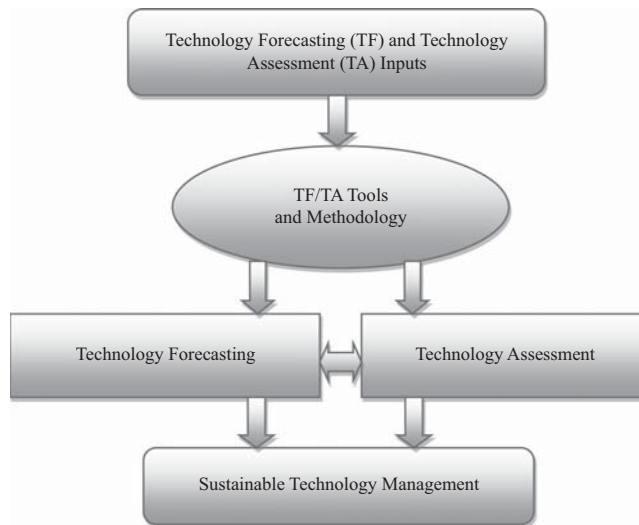 Technology Forecasting (TF) and Technology
Assessment (TA) Inputs
TF/TA Tools
and Methodology
Technology Forecasting
Technology Assessment
Sustainable Technology Management